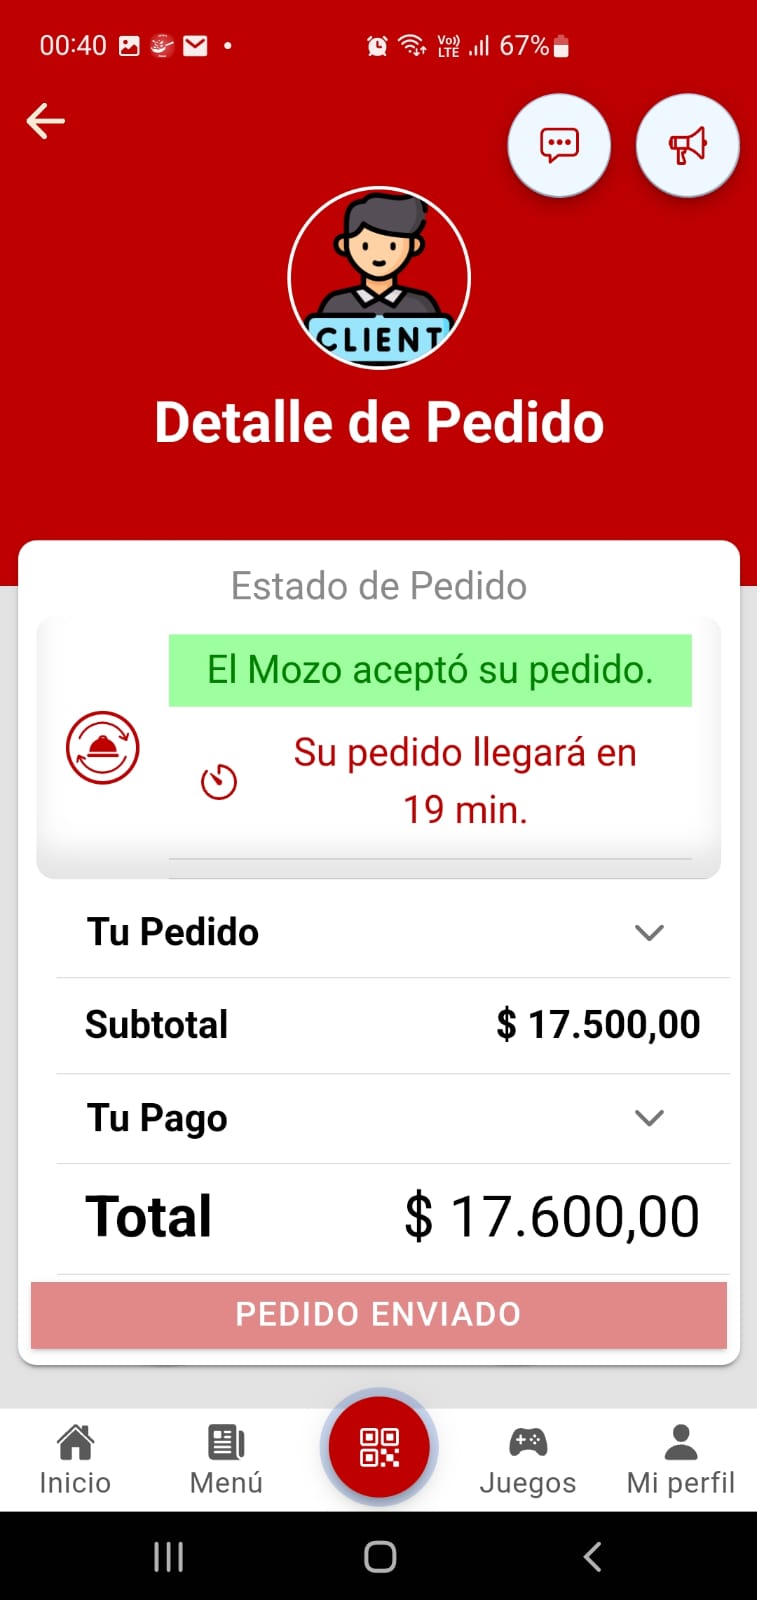 00:40
Vo))
LTE
67%
CLIENT
Detalle de Pedido
Estado de Pedido
El Mozo aceptó su pedido.
Su pedido llegará en
19 min.
Tu Pedido
Subtotal $ 17.500,00
Tu Pago
Total $ 17.600,00
PEDIDO ENVIADO
Inicio Menú Juegos Mi perfil